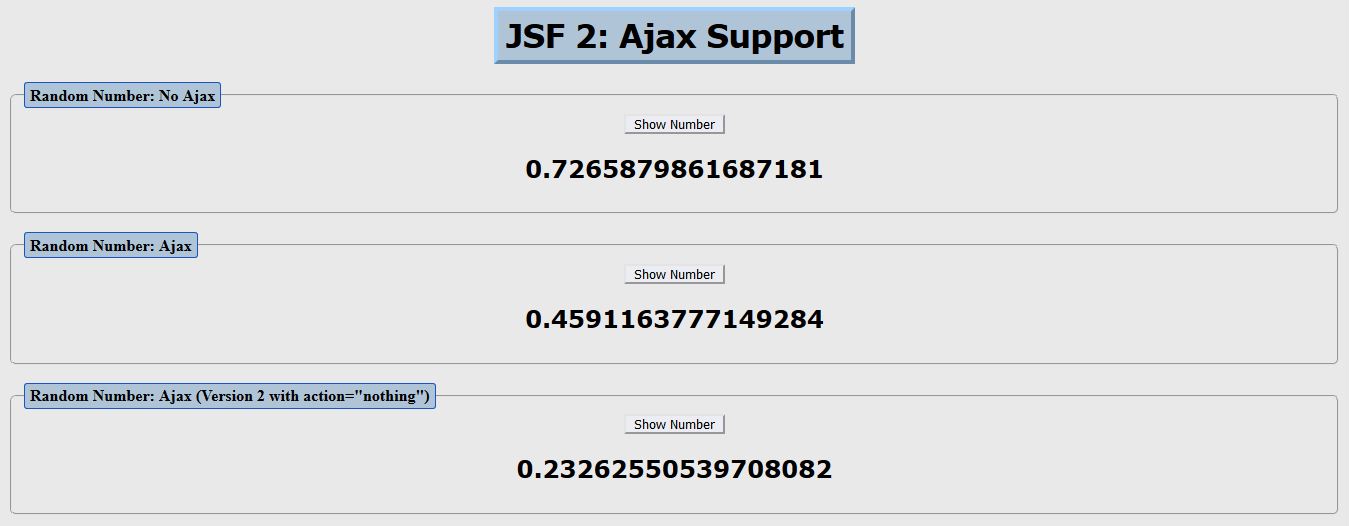 JSF 2: Ajax Support
Random Number: No Ajax
Show Number
0.7265879861687181
Random Number: Ajax
Show Number
0.4591163777149284
Random Number: Ajax (Version 2 with action="nothing")
Show Number
0.23262550539708082